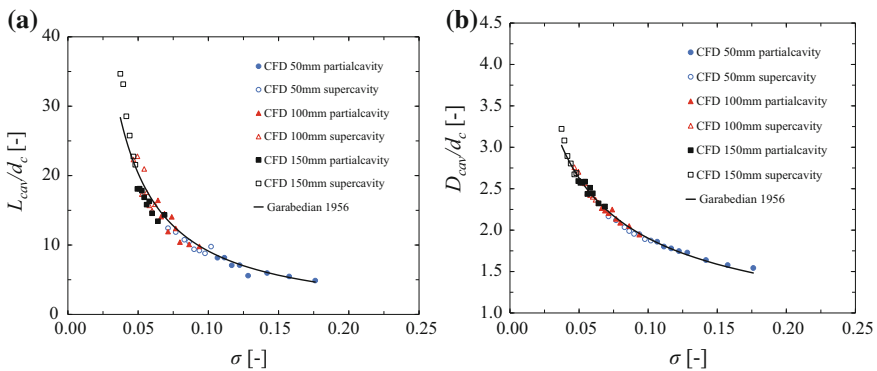 (a)
40
30
20
10
0
L_cav/d_c [-]
CFD 50mm partialcavity
CFD 50mm supercavity
CFD 100mm partialcavity
CFD 100mm supercavity
CFD 150mm partialcavity
CFD 150mm supercavity
Garabedian 1956
0.00 0.05 0.10 0.15 0.20 0.25
σ [-]
(b)
4.5
4.0
3.5
3.0
2.5
2.0
1.5
1.0
D_cav/d_c [-]
CFD 50mm partialcavity
CFD 50mm supercavity
CFD 100mm partialcavity
CFD 100mm supercavity
CFD 150mm partialcavity
CFD 150mm supercavity
Garabedian 1956
0.00 0.05 0.10 0.15 0.20 0.25
σ [-]